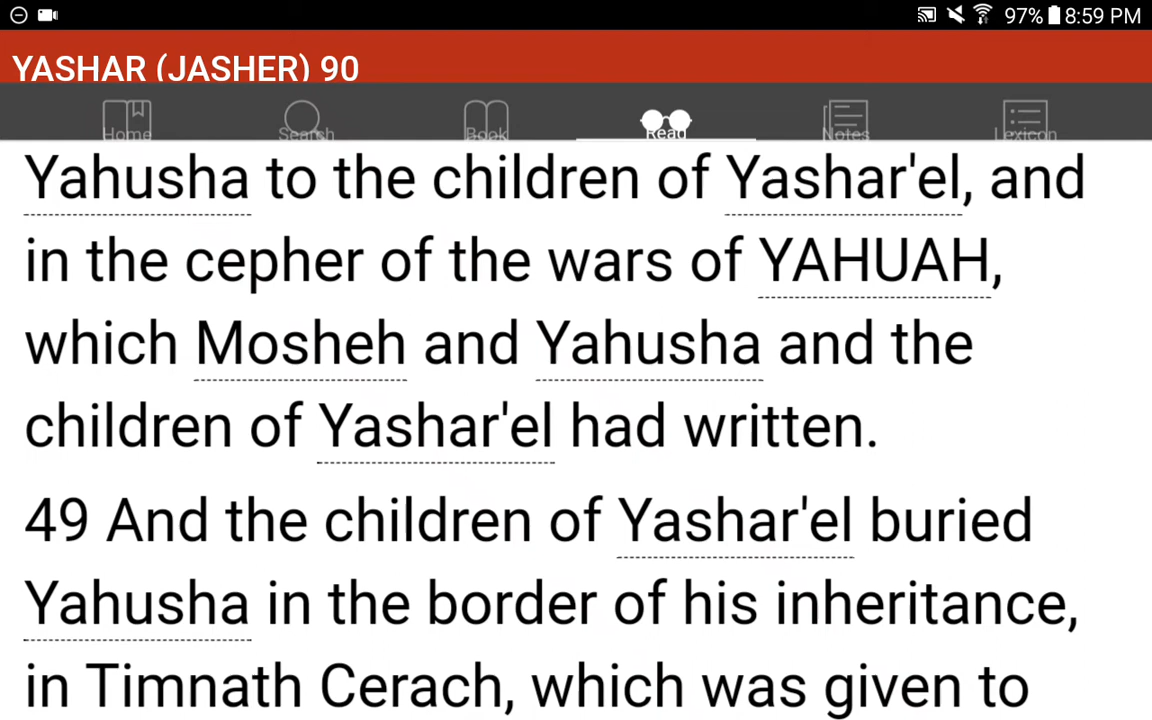 97% 8:59 PM
YASHAR (JASHER) 90
Home Search Book Read Notes Lexicon
Yahusha to the children of Yashar'el, and
in the cepher of the wars of YAHUAH,
which Mosheh and Yahusha and the
children of Yashar'el had written.
49 And the children of Yashar'el buried
Yahusha in the border of his inheritance,
in Timnath Cerach, which was given to